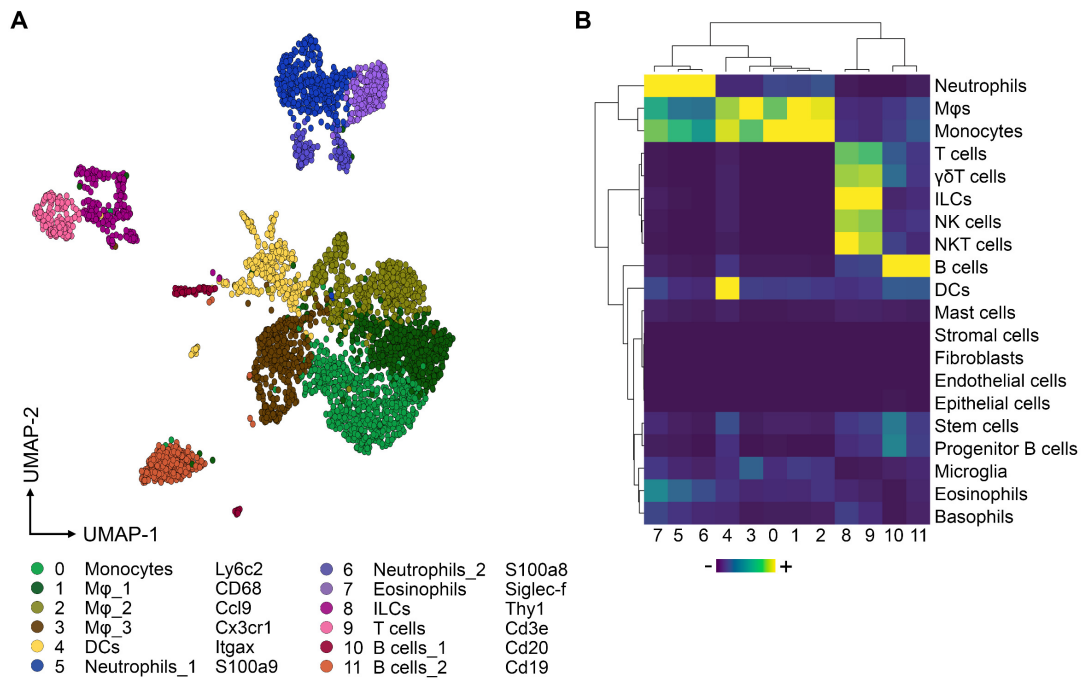 A
B
Neutrophils
Mφs
Monocytes
T cells
γδT cells
ILCs
NK cells
NKT cells
B cells
DCs
Mast cells
Stromal cells
Fibroblasts
Endothelial cells
Epithelial cells
Stem cells
Progenitor B cells
Microglia
Eosinophils
Basophils
7 5 6 4 3 0 1 2 8 9 10 11
- +
UMAP-2
UMAP-1
0 Monocytes Ly6c2
1 Mφ_1 CD68
2 Mφ_2 Ccl9
3 Mφ_3 Cx3cr1
4 DCs Itgax
5 Neutrophils_1 S100a9
6 Neutrophils_2 S100a8
7 Eosinophils Siglec-f
8 ILCs Thy1
9 T cells Cd3e
10 B cells_1 Cd20
11 B cells_2 Cd19